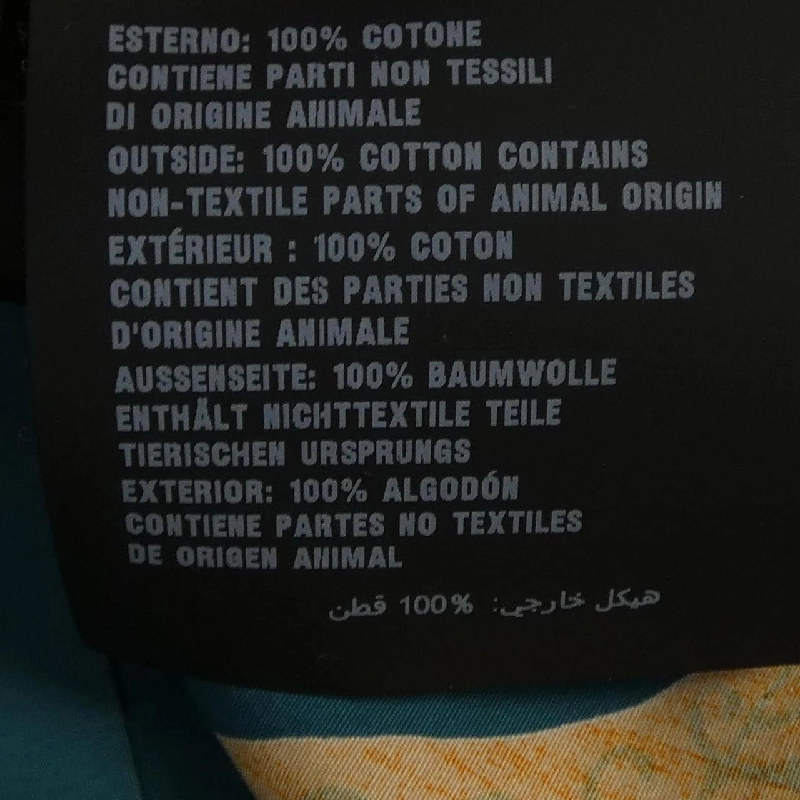 ESTERNO: 100% COTONE
CONTIENE PARTI NON TESSILI
DI ORIGINE ANIMALE
OUTSIDE: 100% COTTON CONTAINS
NON-TEXTILE PARTS OF ANIMAL ORIGIN
EXTÉRIEUR : 100% COTON
CONTIENT DES PARTIES NON TEXTILES
D'ORIGINE ANIMALE
AUSSENSEITE: 100% BAUMWOLLE
ENTHÄLT NICHTTEXTILE TEILE
TIERISCHEN URSPRUNGS
EXTERIOR: 100% ALGODÓN
CONTIENE PARTES NO TEXTILES
DE ORIGEN ANIMAL
هيكل خارجي: %100 قطن